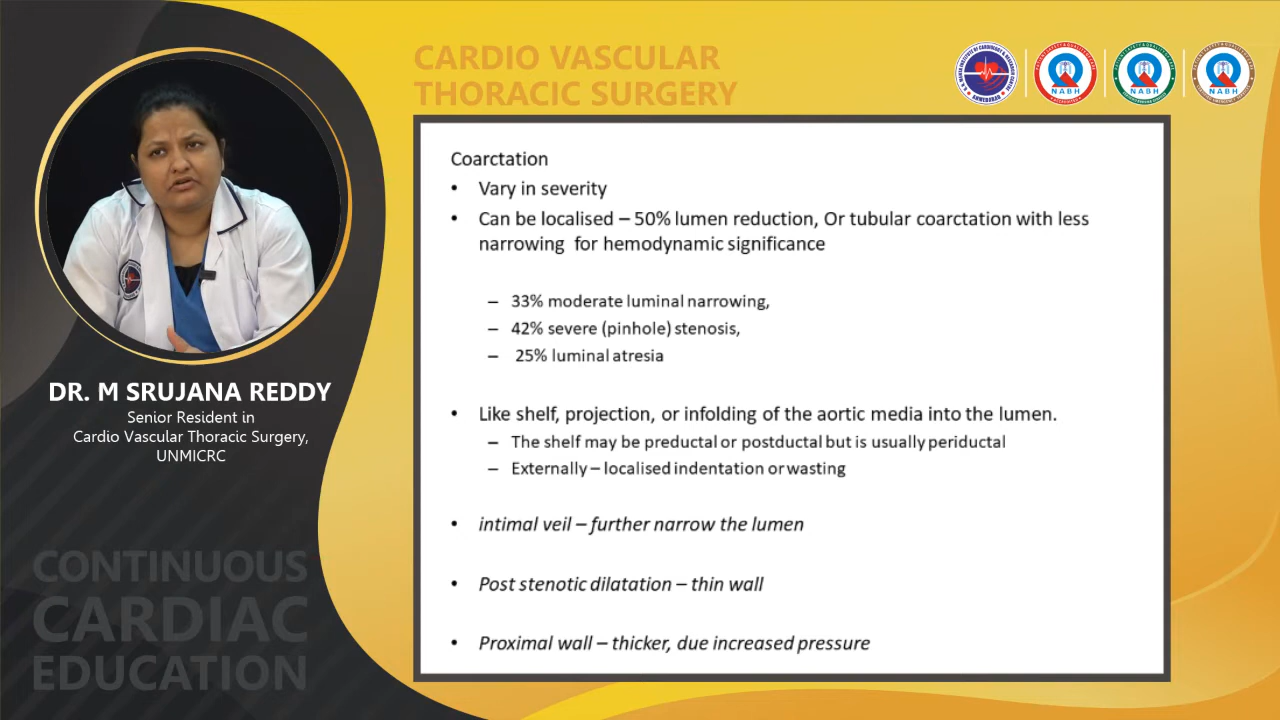 CARDIO VASCULAR
THORACIC SURGERY
NABH
NABH
NABH
Coarctation
• Vary in severity
• Can be localised – 50% lumen reduction, Or tubular coarctation with less
narrowing for hemodynamic significance
– 33% moderate luminal narrowing,
– 42% severe (pinhole) stenosis,
– 25% luminal atresia
• Like shelf, projection, or infolding of the aortic media into the lumen.
– The shelf may be preductal or postductal but is usually periductal
– Externally – localised indentation or wasting
• intimal veil – further narrow the lumen
• Post stenotic dilatation – thin wall
• Proximal wall – thicker, due increased pressure
DR. M SRUJANA REDDY
Senior Resident in
Cardio Vascular Thoracic Surgery,
UNMICRC
CONTINUOUS
CARDIAC
EDUCATION